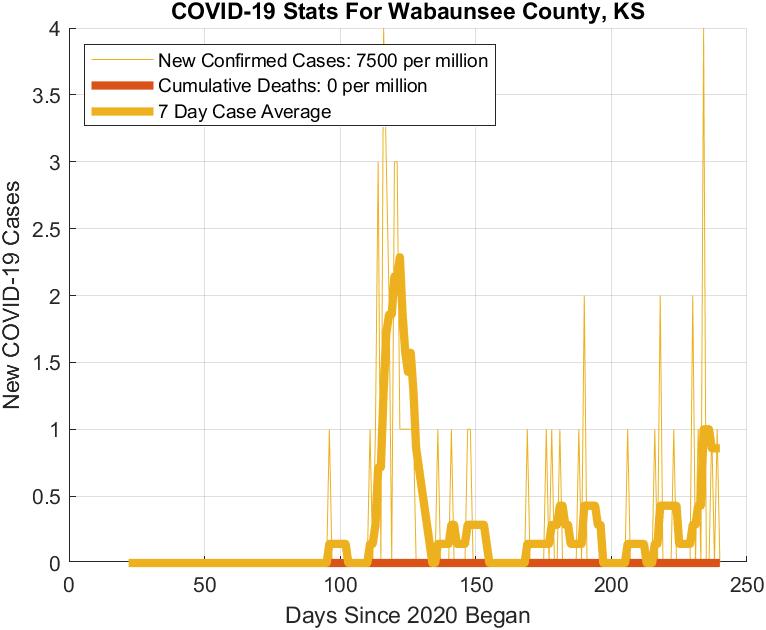 COVID-19 Stats For Wabaunsee County, KS
New Confirmed Cases: 7500 per million
Cumulative Deaths: 0 per million
7 Day Case Average
New COVID-19 Cases
4
3.5
3
2.5
2
1.5
1
0.5
0
0 50 100 150 200 250
Days Since 2020 Began